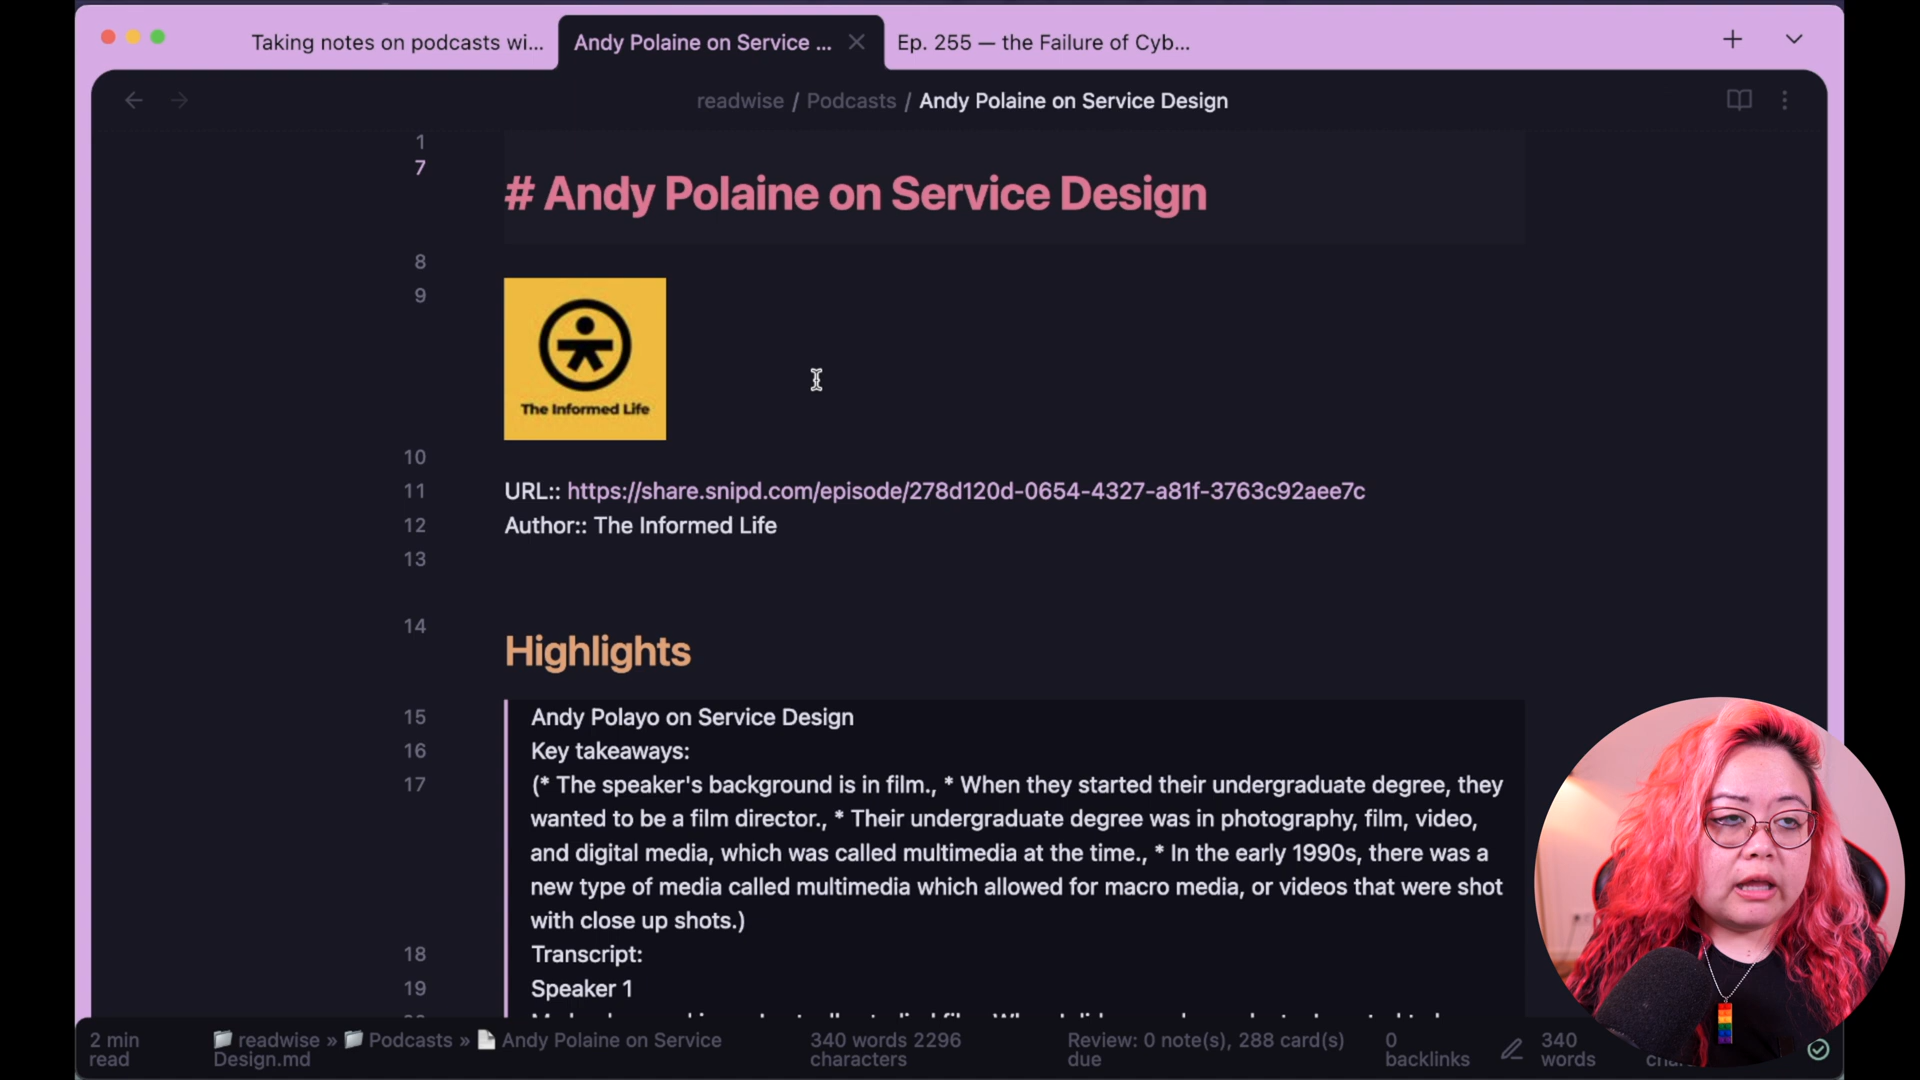 Taking notes on podcasts wi...
Andy Polaine on Service ...
Ep. 255 — the Failure of Cyb...
readwise / Podcasts / Andy Polaine on Service Design
1
7
# Andy Polaine on Service Design
8
9
The Informed Life
10
11
URL:: https://share.snipd.com/episode/278d120d-0654-4327-a81f-3763c92aee7c
12
Author:: The Informed Life
13
14
Highlights
15
Andy Polayo on Service Design
16
Key takeaways:
17
(* The speaker's background is in film., * When they started their undergraduate degree, they
wanted to be a film director., * Their undergraduate degree was in photography, film, video,
and digital media, which was called multimedia at the time., * In the early 1990s, there was a
new type of media called multimedia which allowed for macro media, or videos that were shot
with close up shots.)
18
Transcript:
19
Speaker 1
2 min
read
readwise » Podcasts » Andy Polaine on Service
Design.md
340 words 2296
characters
Review: 0 note(s), 288 card(s)
due
0
backlinks
340
words